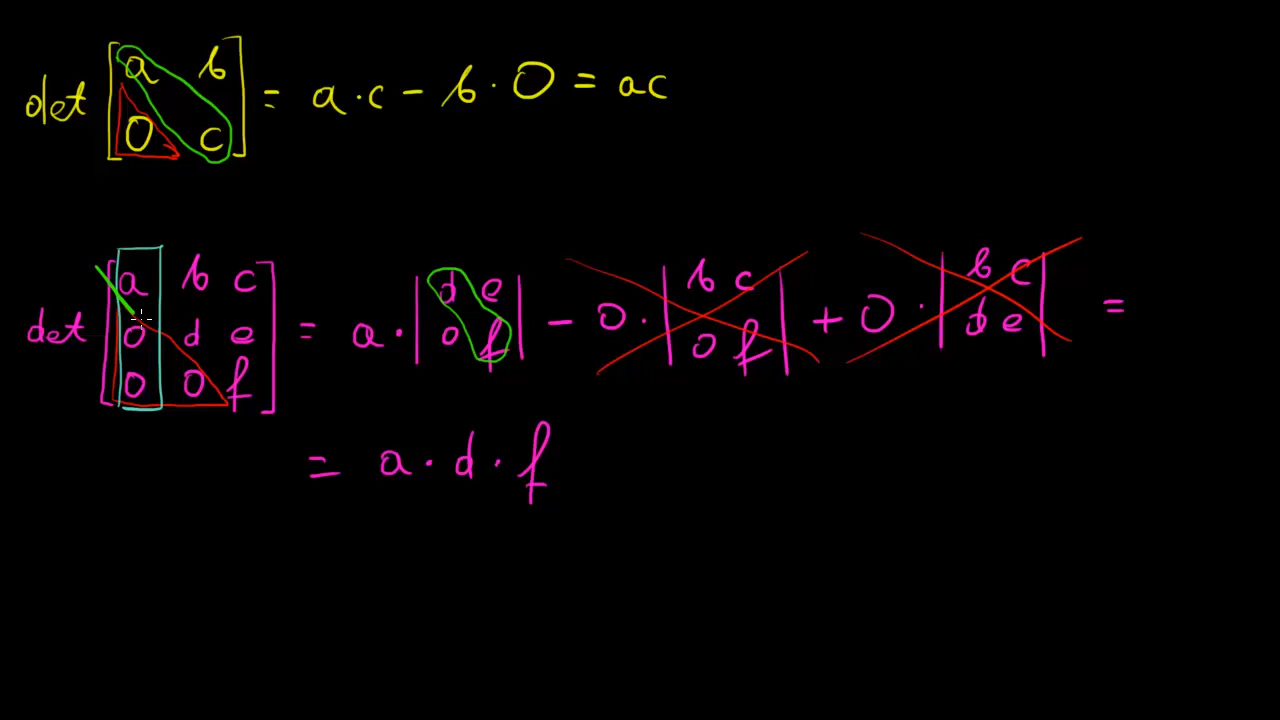 det [a b
0 c] = a · c − b · 0 = ac
det [a b c
0 d e
0 0 f] = a · |d e
0 f| − 0 · |b c
0 f| + 0 · |b c
d e| =
= a · d · f